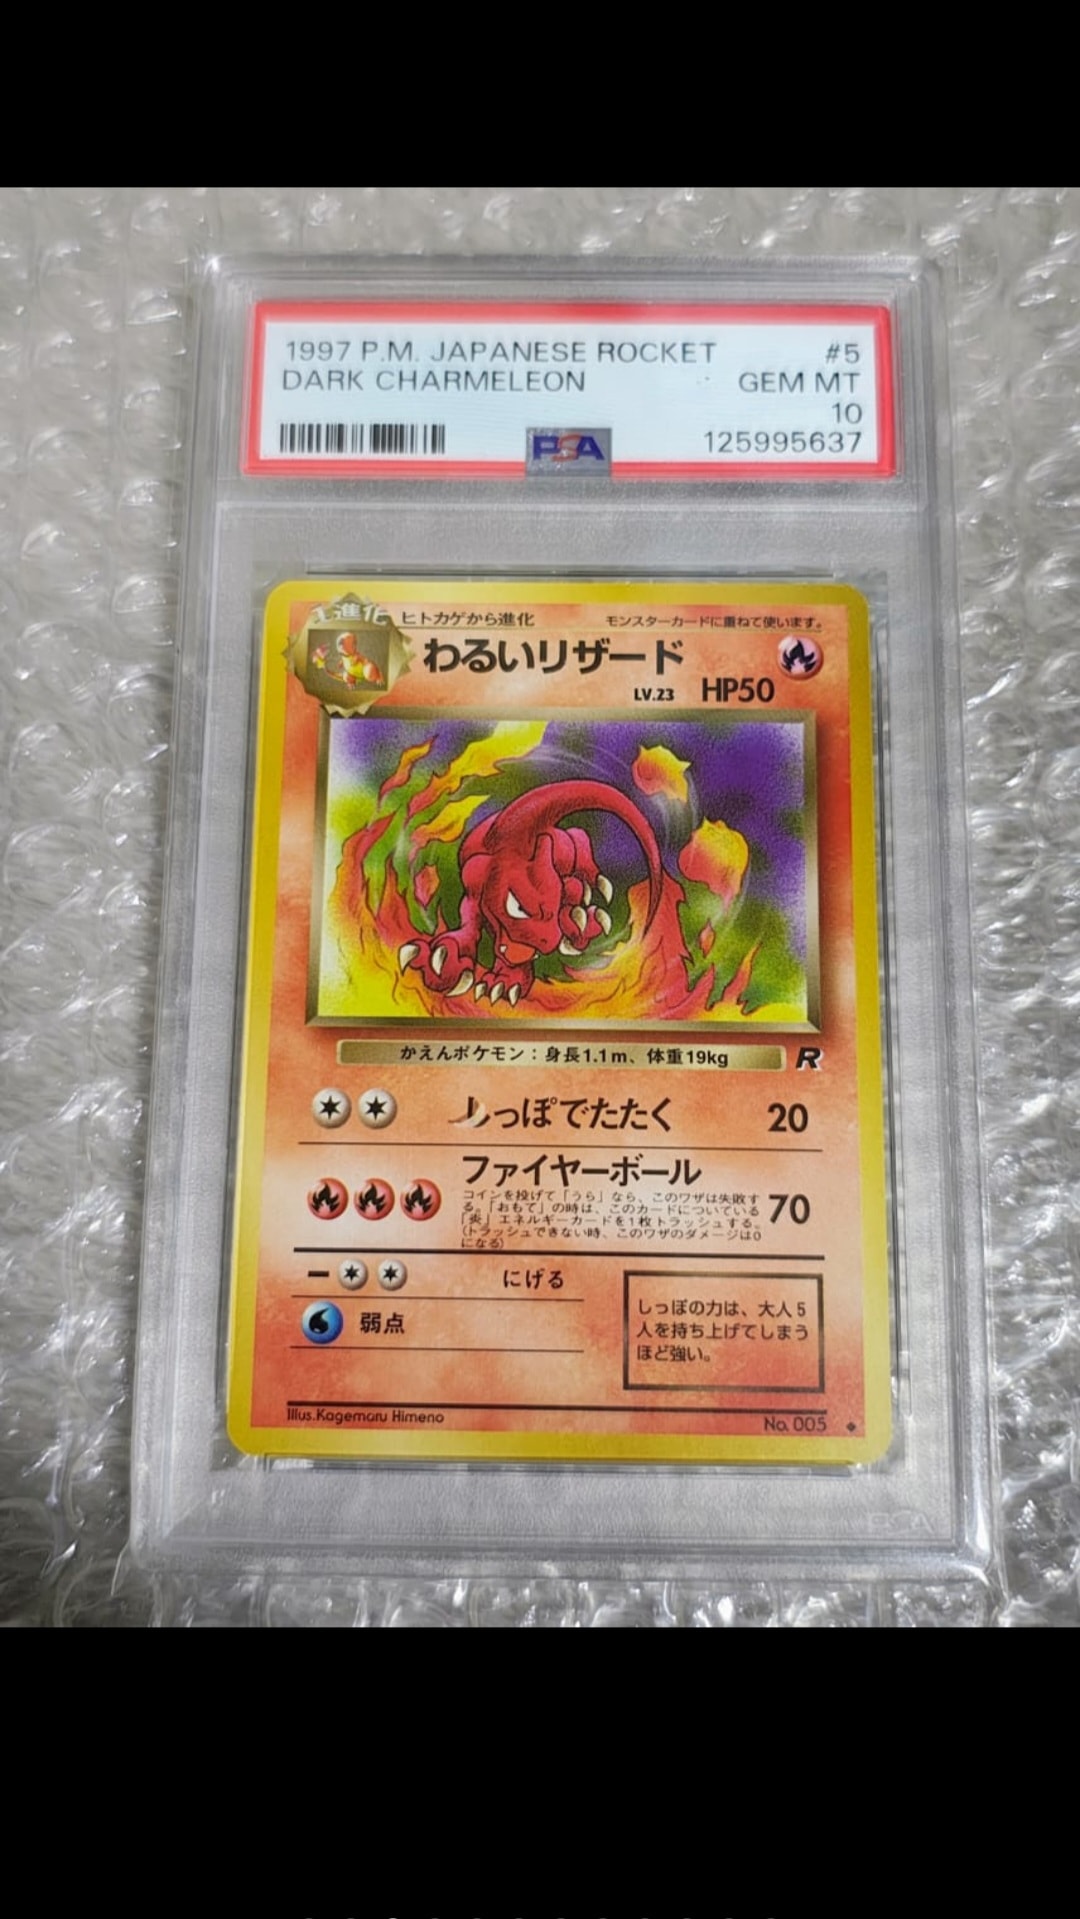 1997 P.M. JAPANESE ROCKET #5
DARK CHARMELEON GEM MT
10
PSA 125995637
1進化 ヒトカゲから進化 モンスターカードに重ねて使います。
わるいリザード
LV.23 HP50
かえんポケモン：身長1.1m、体重19kg R
しっぽでたたく 20
ファイヤーボール
コインを投げて「うら」なら、このワザは失敗す
る。「おもて」の時は、このカードについている
「炎」エネルギーカードを1枚トラッシュする。
(トラッシュできない時、このワザのダメージは0
になる) 70
にげる
弱点
しっぽの力は、大人5
人を持ち上げてしまう
ほど強い。
Illus.Kagemaru Himeno No. 005
PSA